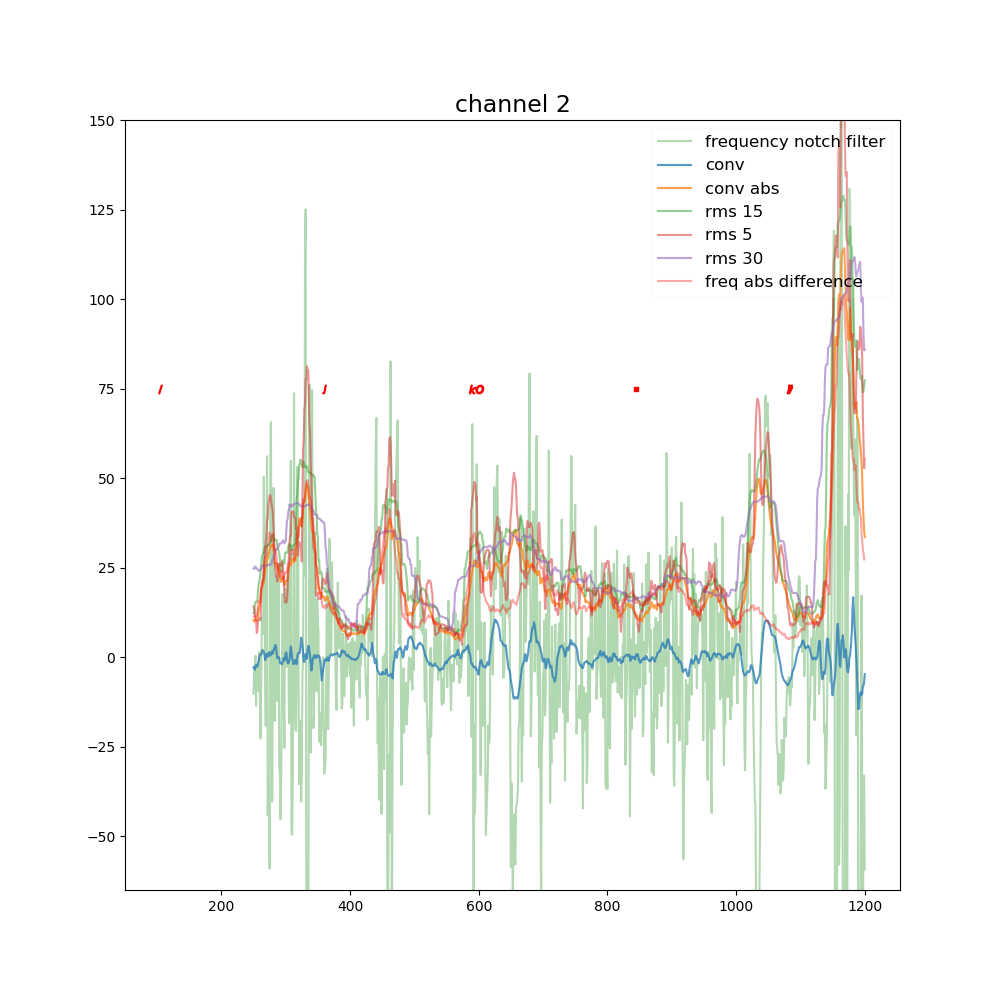 channel 2
150
125
100
75
50
25
0
−25
−50
frequency notch filter
conv
conv abs
rms 15
rms 5
rms 30
freq abs difference
200
400
600
800
1000
1200